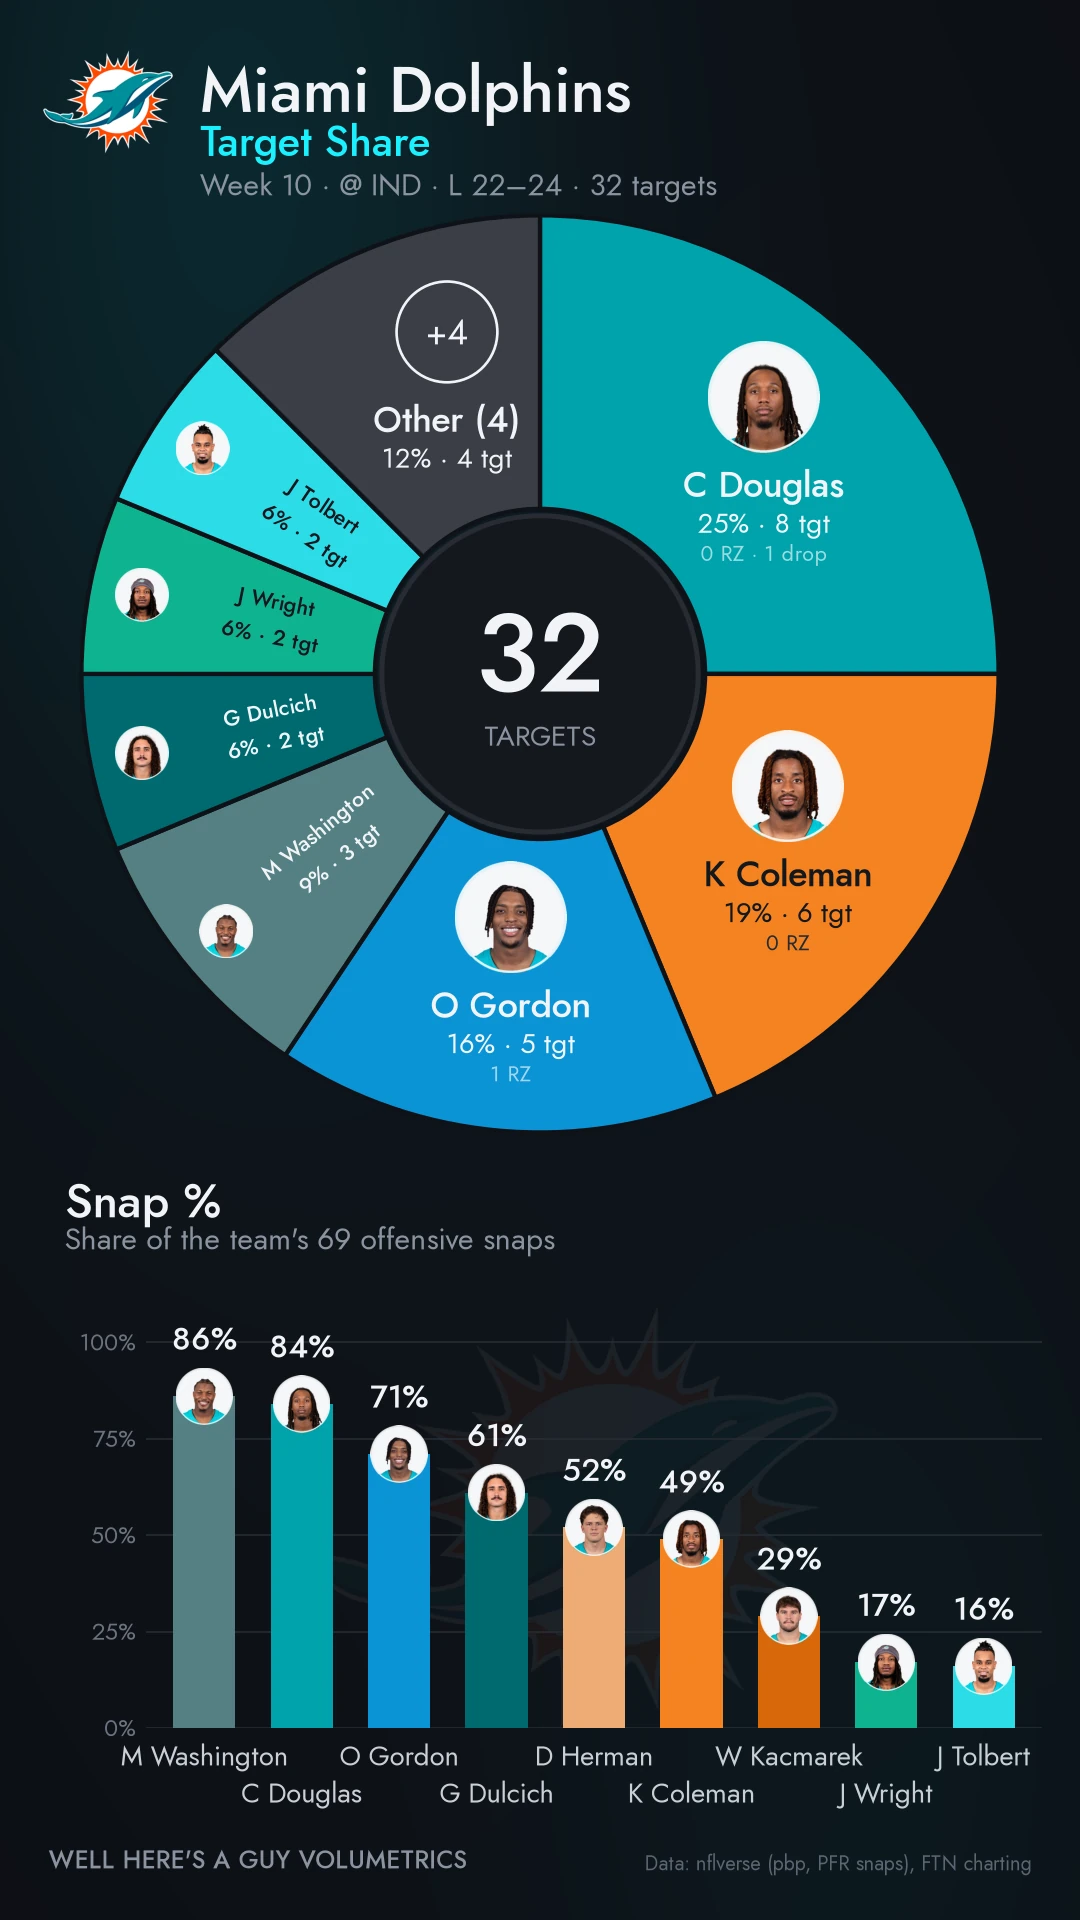 Miami Dolphins
Target Share
Week 10 · @ IND · L 22–24 · 32 targets
+4
Other (4)
12% · 4 tgt
C Douglas
25% · 8 tgt
0 RZ · 1 drop
J Tolbert
6% · 2 tgt
J Wright
6% · 2 tgt
32
TARGETS
G Dulcich
6% · 2 tgt
M Washington
9% · 3 tgt
K Coleman
19% · 6 tgt
0 RZ
O Gordon
16% · 5 tgt
1 RZ
Snap %
Share of the team's 69 offensive snaps
100%
75%
50%
25%
0%
86%
84%
71%
61%
52%
49%
29%
17%
16%
M Washington
C Douglas
O Gordon
G Dulcich
D Herman
K Coleman
W Kacmarek
J Wright
J Tolbert
WELL HERE'S A GUY VOLUMETRICS
Data: nflverse (pbp, PFR snaps), FTN charting